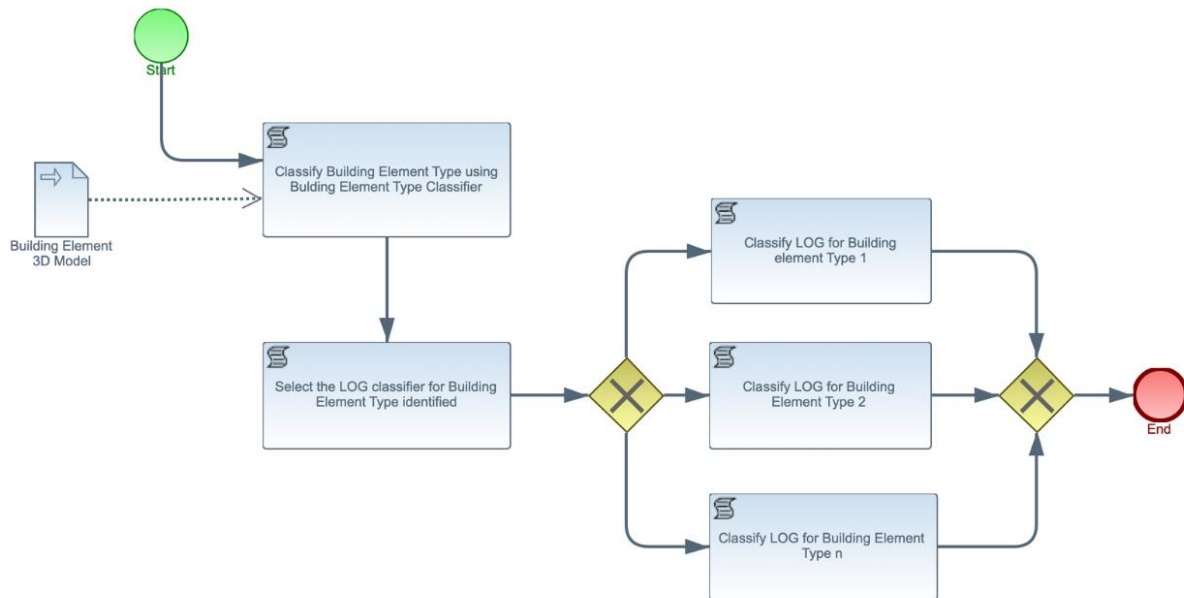 Start
Classify Building Element Type using
Bulding Element Type Classifier
Building Element
3D Model
Select the LOG classifier for Building
Element Type identified
Classify LOG for Building
element Type 1
Classify LOG for Building
Element Type 2
Classify LOG for Building Element
Type n
End